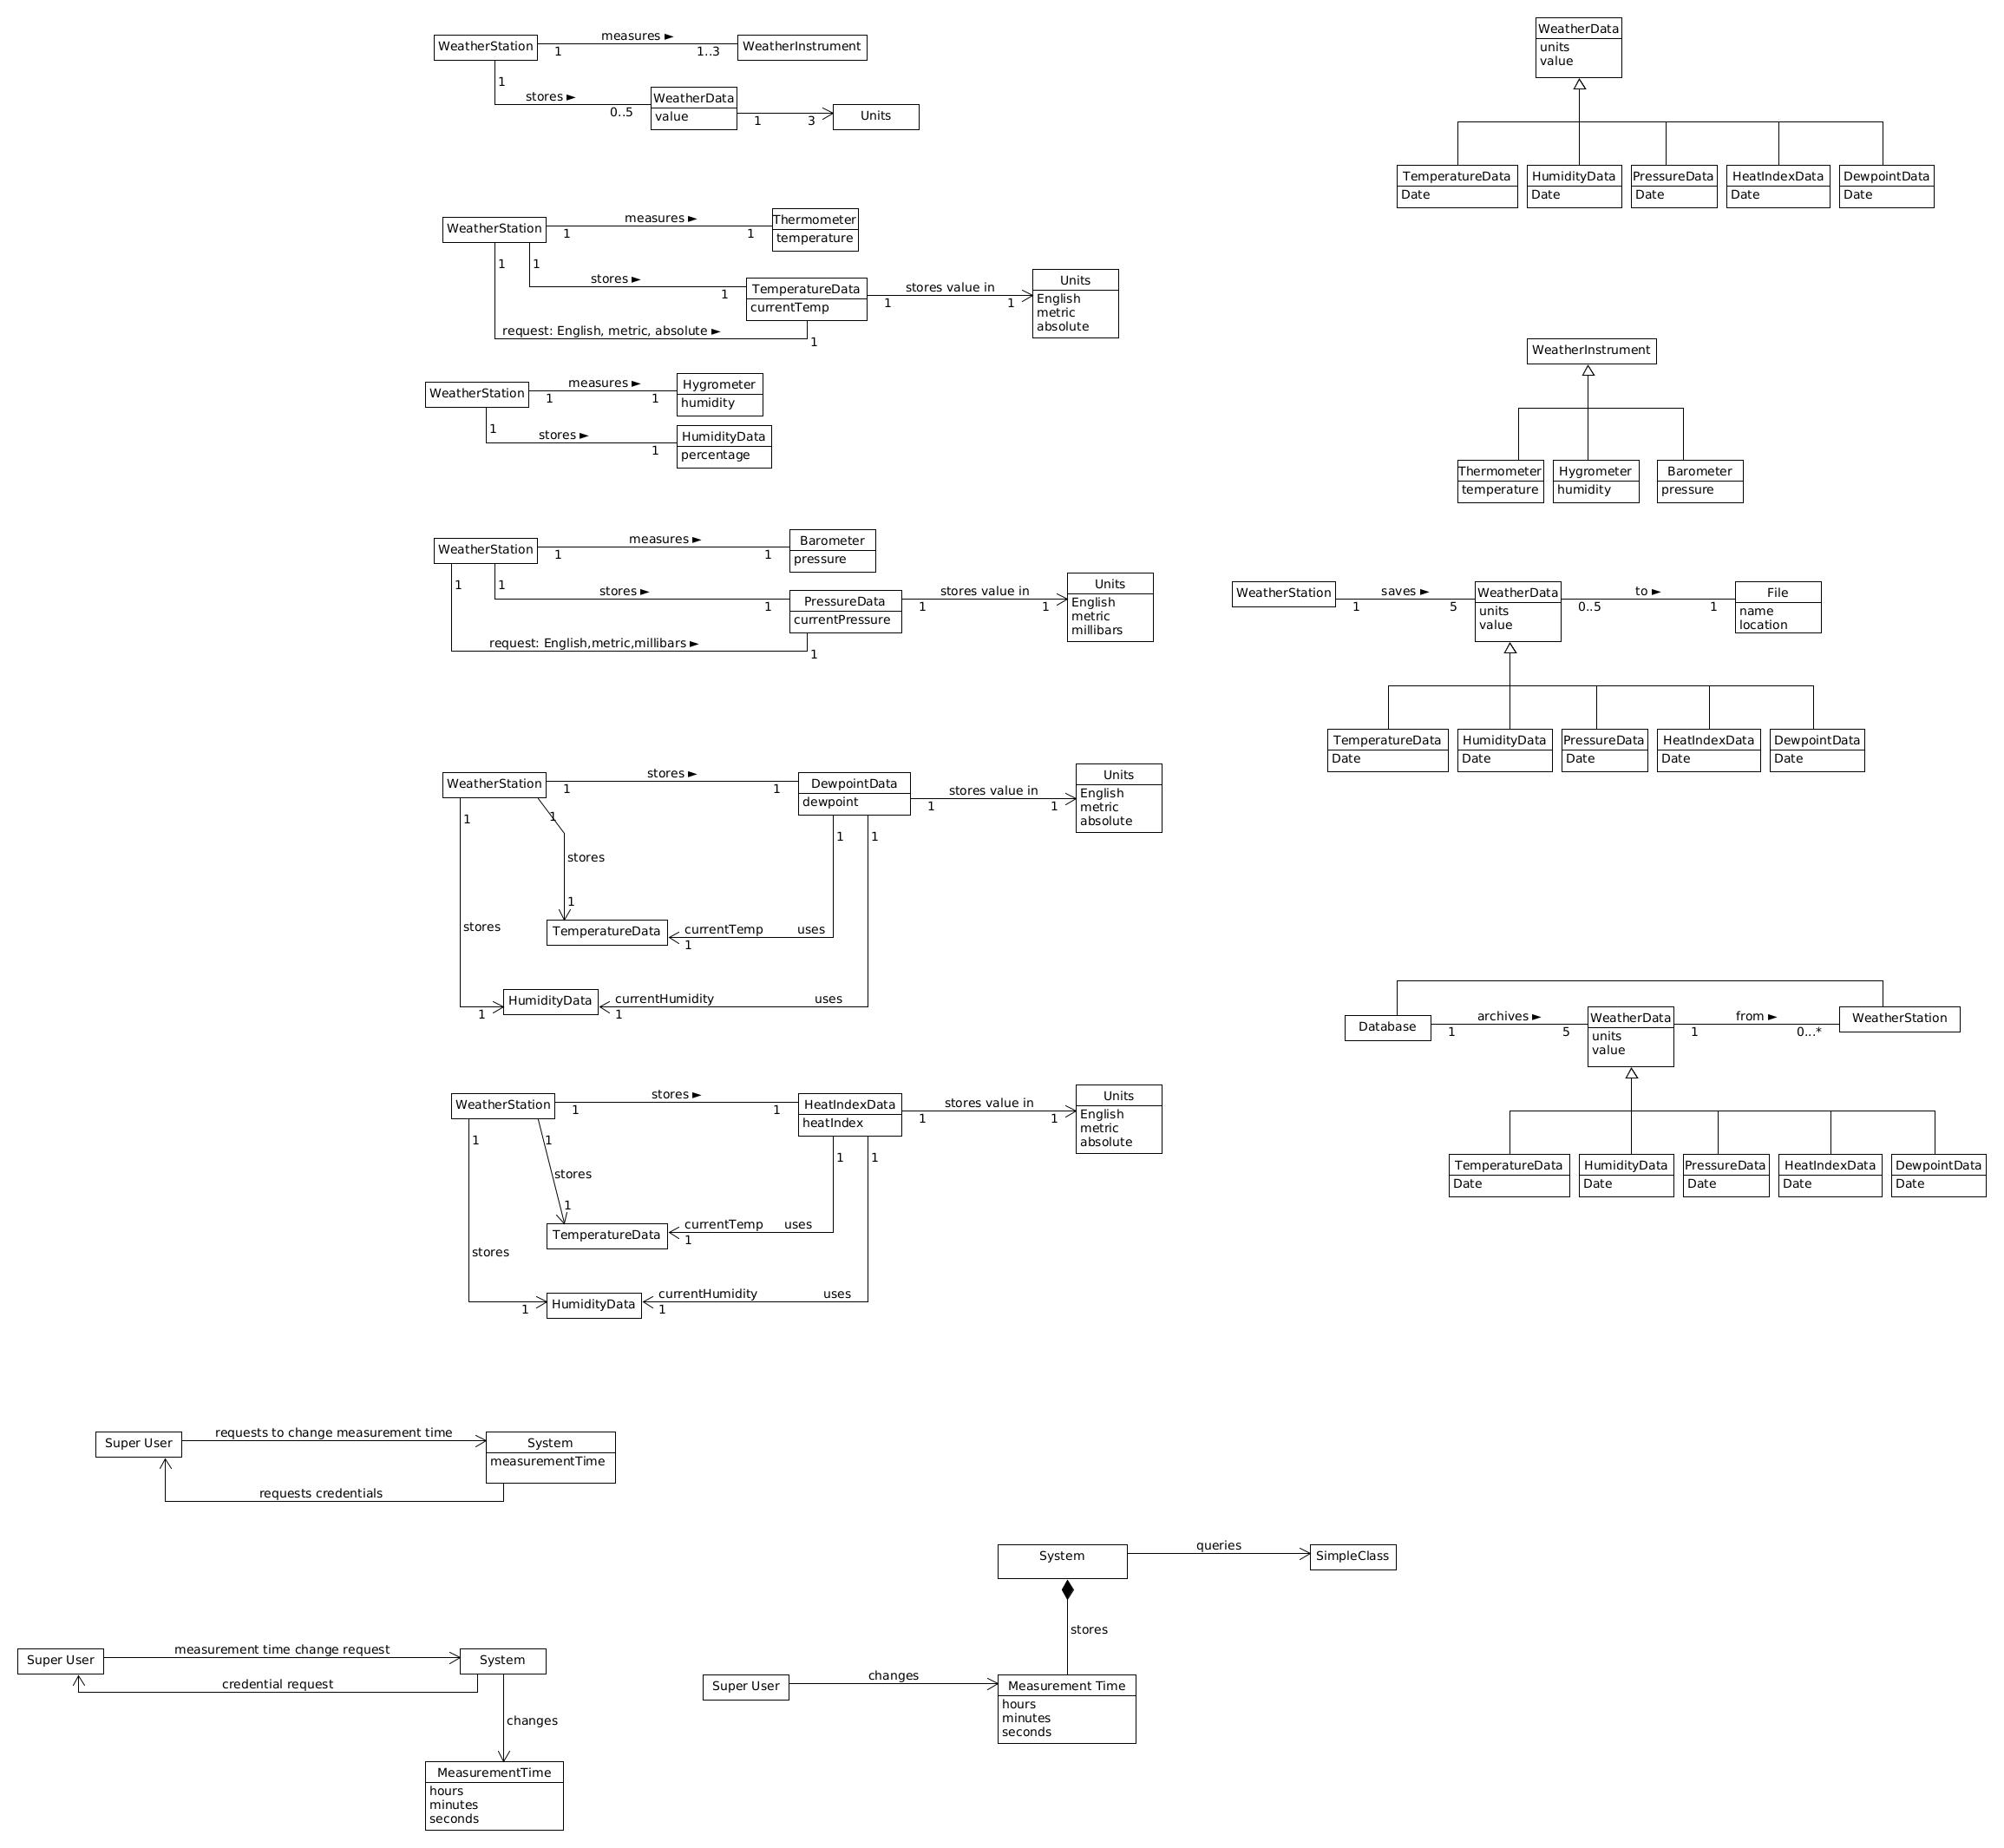 WeatherStation
measures ►
1
1..3
WeatherInstrument
1
stores ►
0..5
WeatherData
value
1
3
Units
WeatherStation
measures ►
1
1
Thermometer
temperature
1
1
stores ►
1
TemperatureData
currentTemp
stores value in
1
1
Units
English
metric
absolute
request: English, metric, absolute ►
1
WeatherStation
measures ►
1
1
Hygrometer
humidity
1
stores ►
1
HumidityData
percentage
WeatherStation
measures ►
1
1
Barometer
pressure
1
1
stores ►
1
PressureData
currentPressure
stores value in
1
1
Units
English
metric
millibars
request: English,metric,millibars ►
1
WeatherStation
stores ►
1
1
DewpointData
dewpoint
stores value in
1
1
Units
English
metric
absolute
1
1
1
1
stores
1
TemperatureData
currentTemp
uses
1
stores
1
HumidityData
currentHumidity
uses
1
WeatherStation
stores ►
1
1
HeatIndexData
heatIndex
stores value in
1
1
Units
English
metric
absolute
1
1
1
1
stores
1
TemperatureData
currentTemp
uses
1
stores
1
HumidityData
currentHumidity
uses
1
WeatherData
units
value
TemperatureData
Date
HumidityData
Date
PressureData
Date
HeatIndexData
Date
DewpointData
Date
WeatherInstrument
Thermometer
temperature
Hygrometer
humidity
Barometer
pressure
WeatherStation
saves ►
1
5
WeatherData
units
value
to ►
0..5
1
File
name
location
TemperatureData
Date
HumidityData
Date
PressureData
Date
HeatIndexData
Date
DewpointData
Date
Database
archives ►
1
5
WeatherData
units
value
from ►
1
0...*
WeatherStation
TemperatureData
Date
HumidityData
Date
PressureData
Date
HeatIndexData
Date
DewpointData
Date
Super User
requests to change measurement time
System
measurementTime
requests credentials
Super User
measurement time change request
System
credential request
changes
MeasurementTime
hours
minutes
seconds
System
queries
SimpleClass
stores
Super User
changes
Measurement Time
hours
minutes
seconds